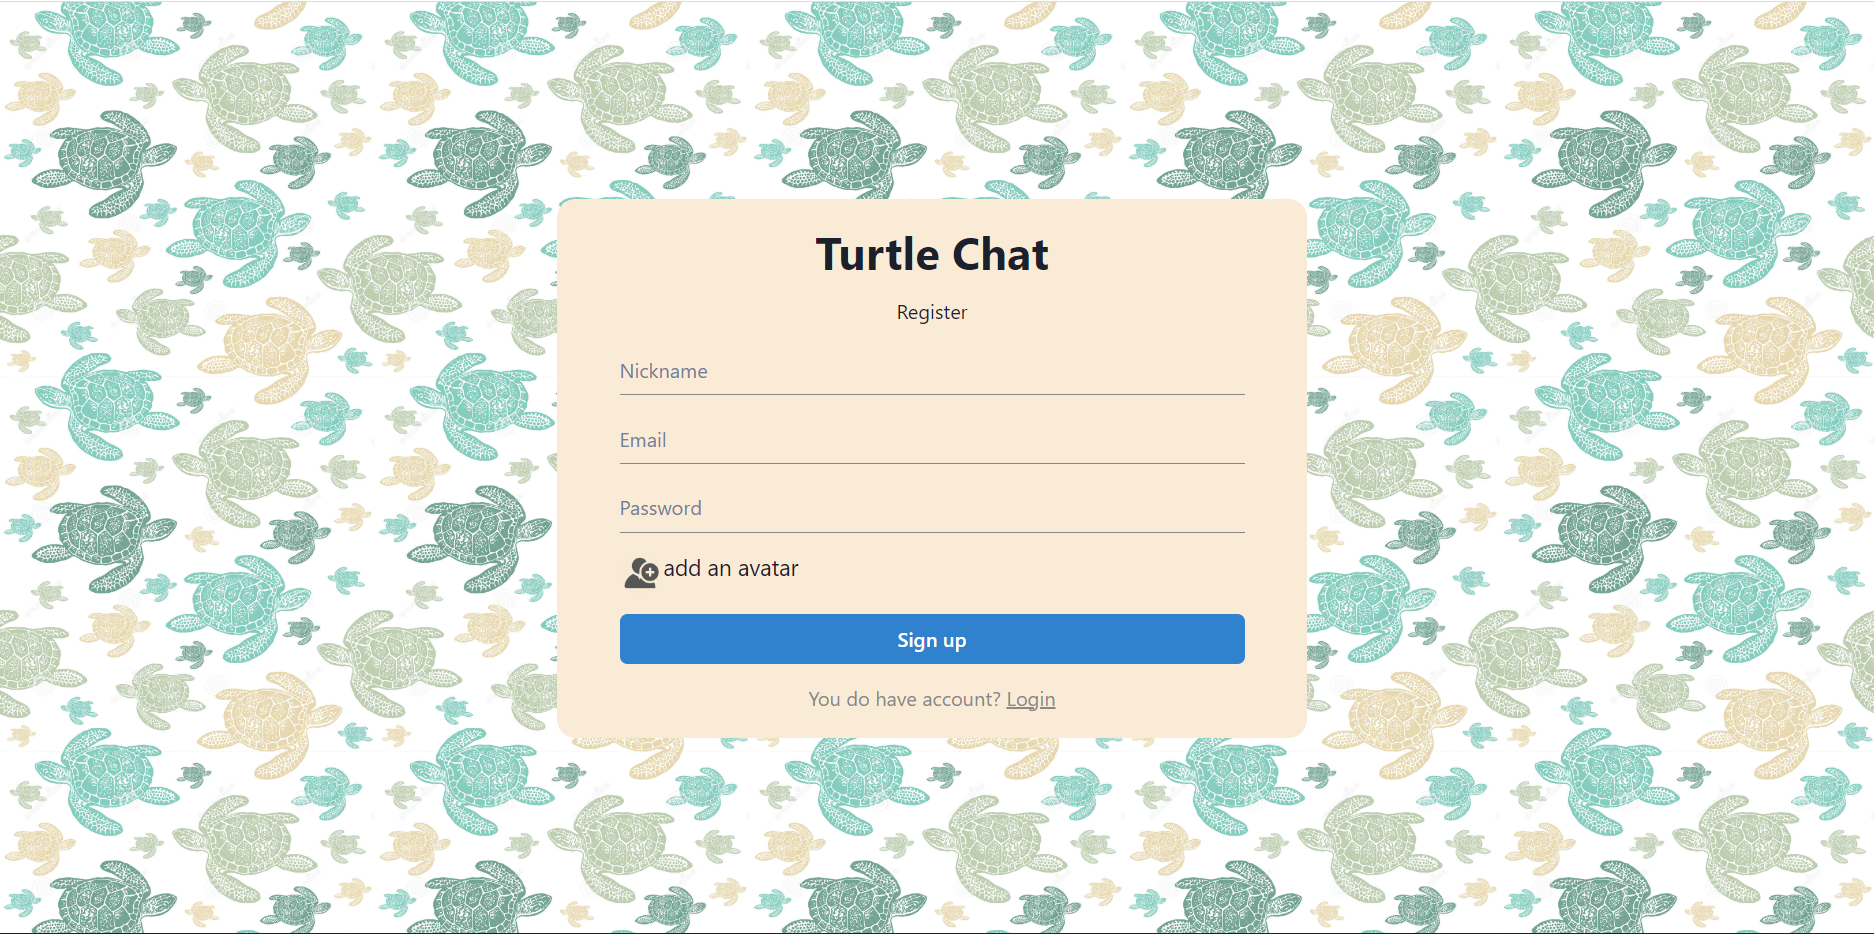 Turtle Chat
Register
Nickname
Email
Password
add an avatar
Sign up
You do have account? Login